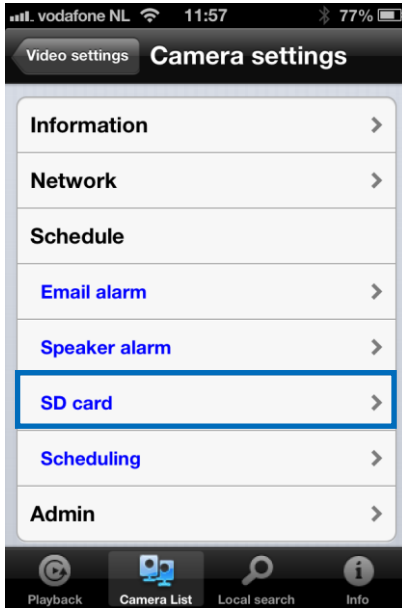 vodafone NL 11:57 77%
Video settings Camera settings
Information
Network
Schedule
Email alarm
Speaker alarm
SD card
Scheduling
Admin
Playback Camera List Local search Info